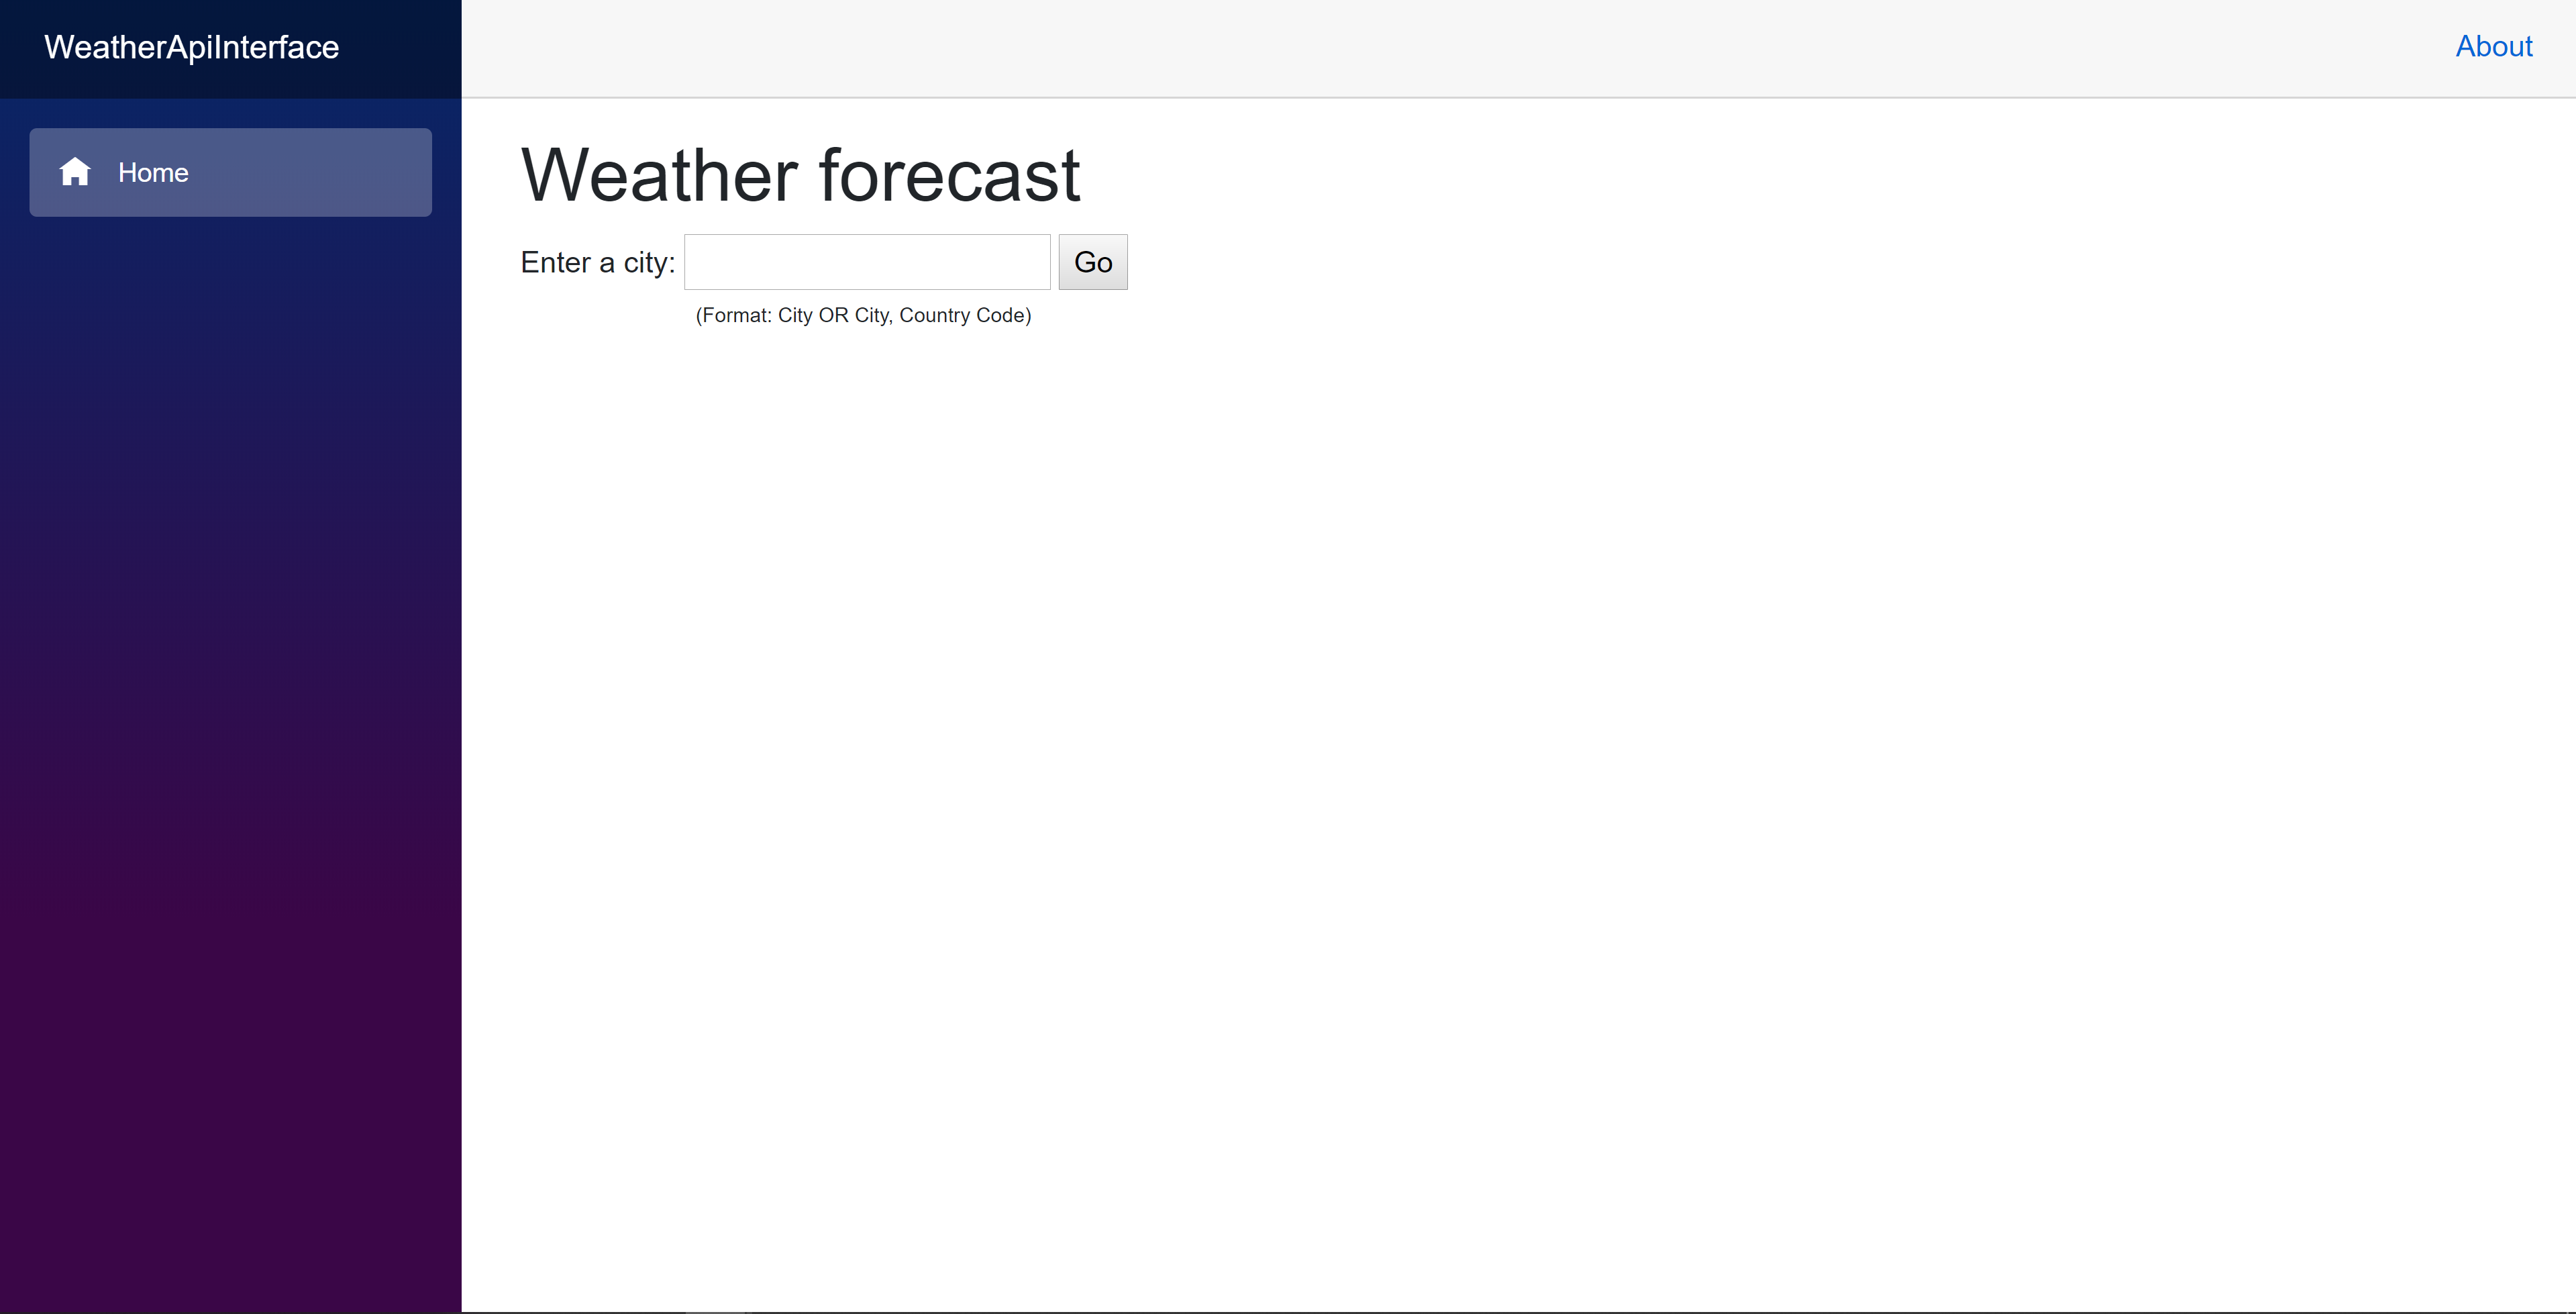 WeatherApiInterface
About
Home
Weather forecast
Enter a city: Go
(Format: City OR City, Country Code)